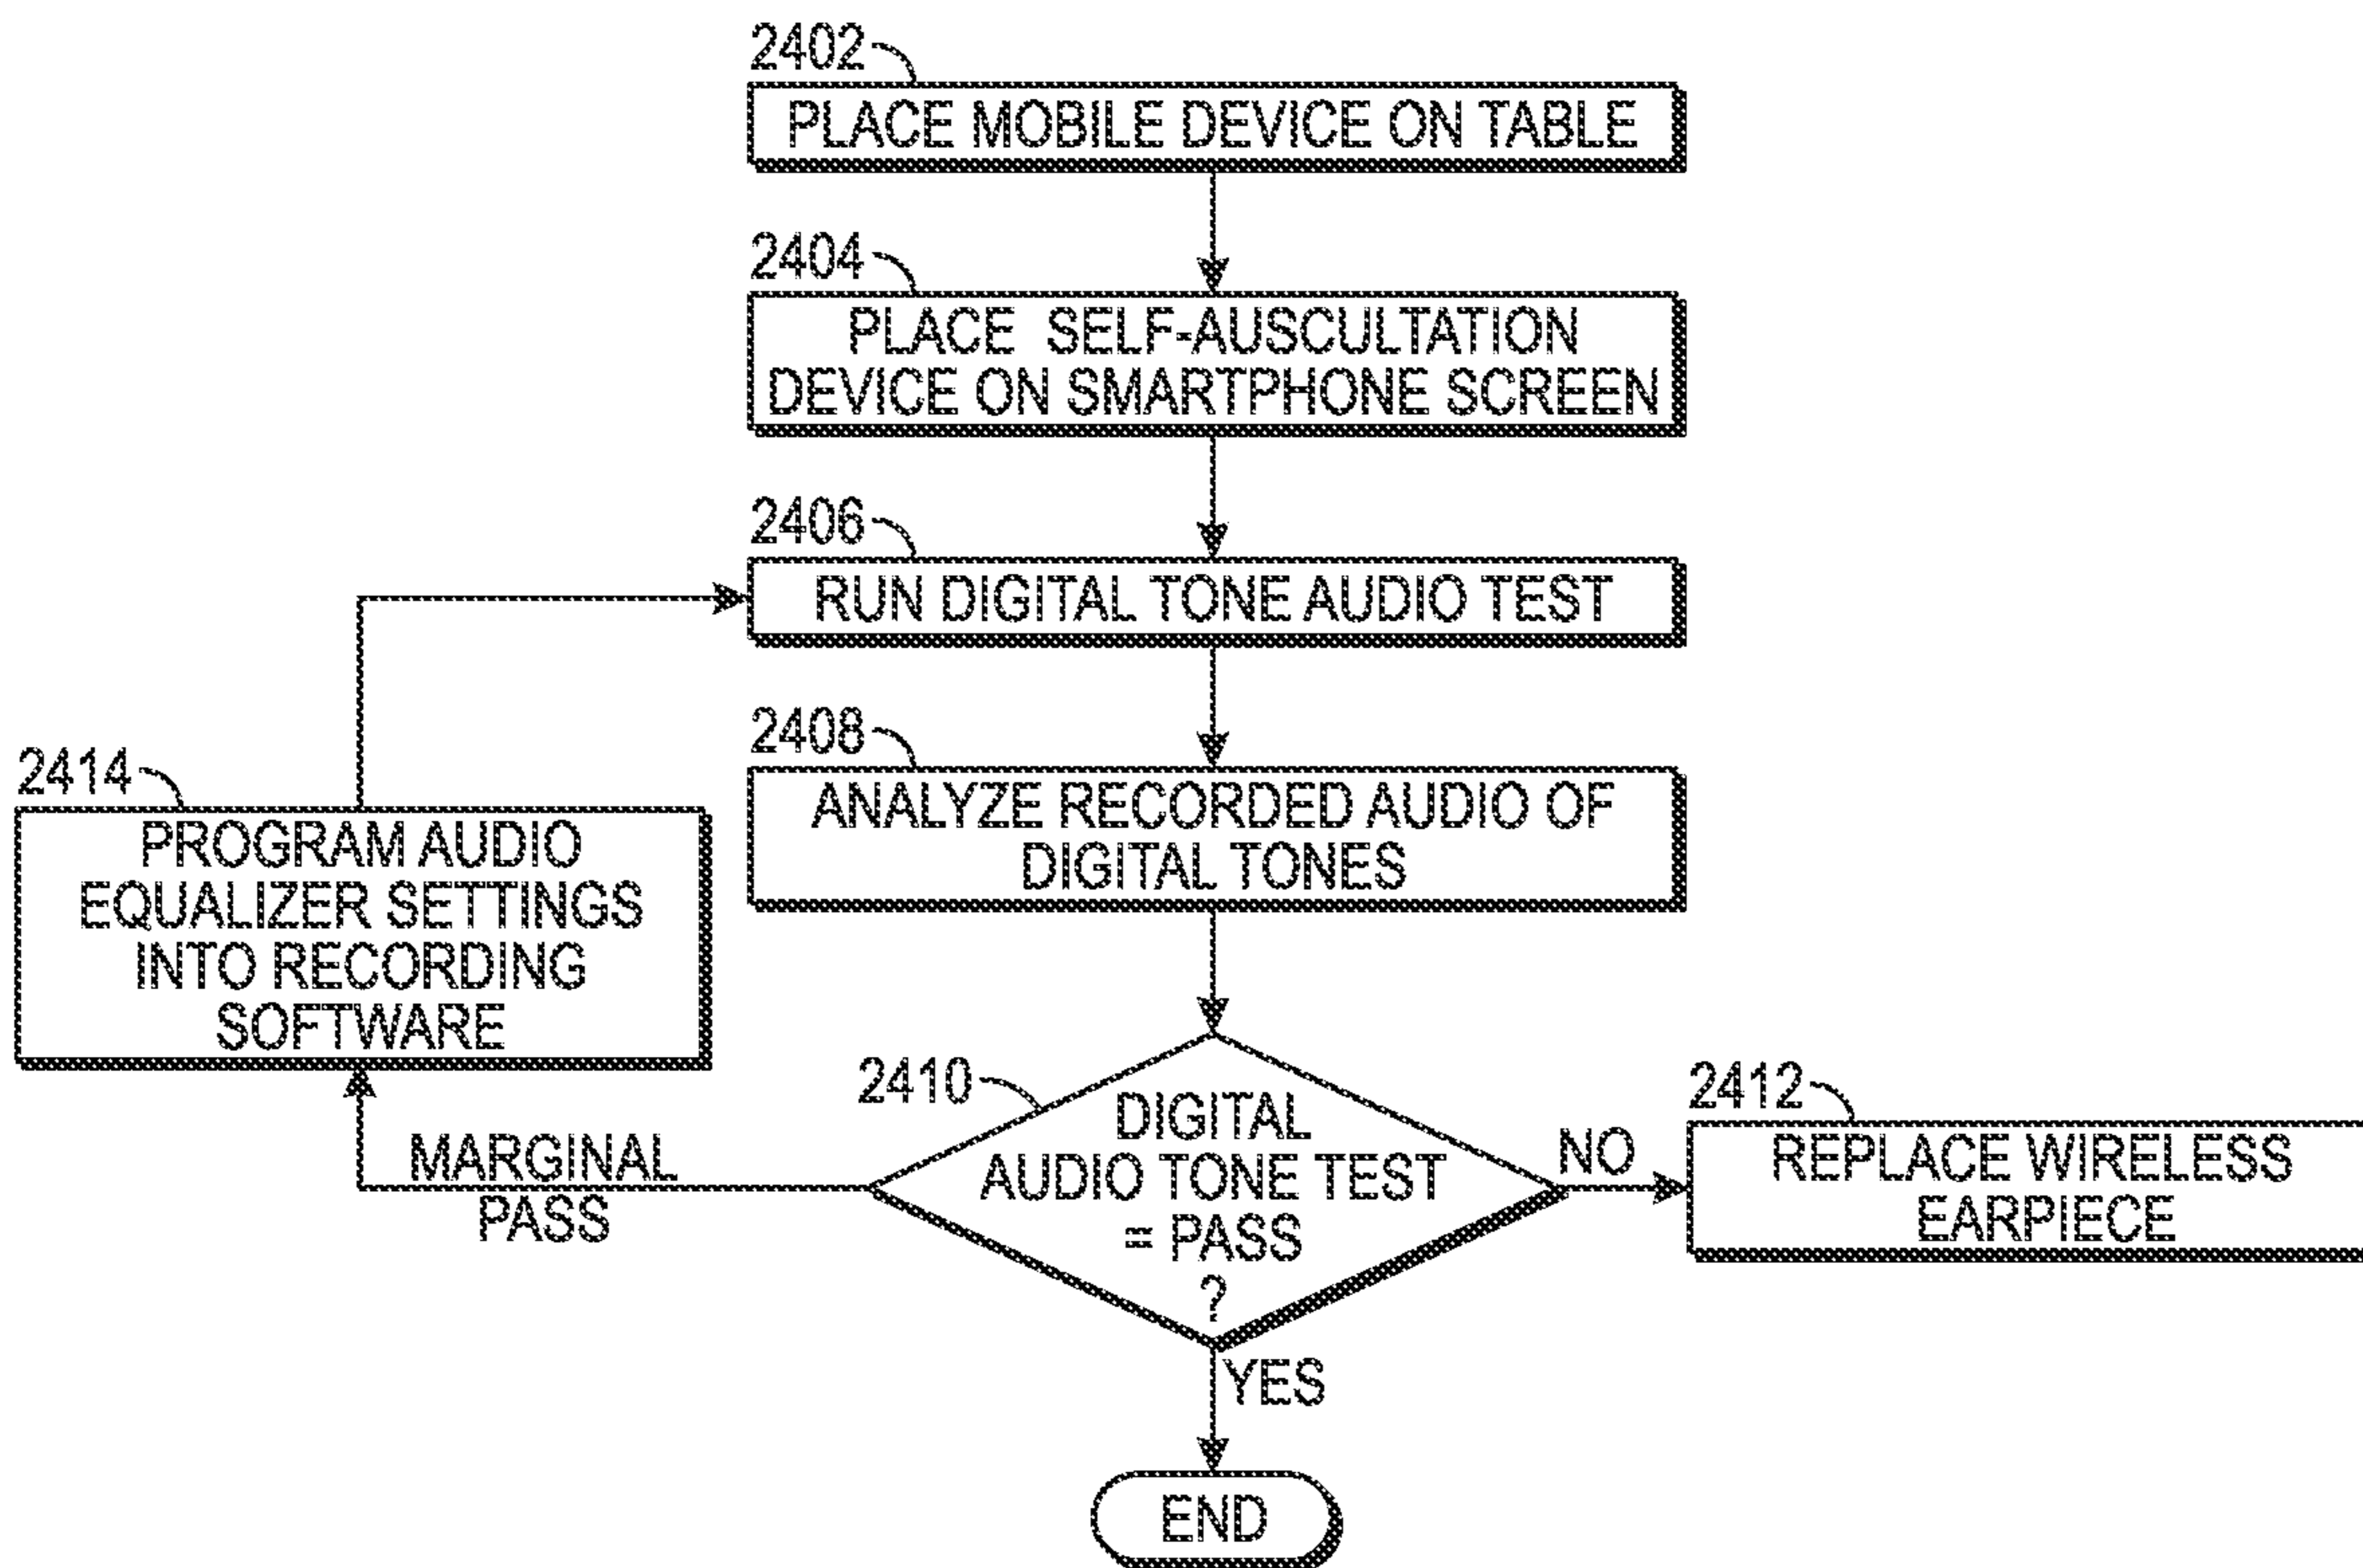 2402
PLACE MOBILE DEVICE ON TABLE
2404
PLACE SELF-AUSCULTATION
DEVICE ON SMARTPHONE SCREEN
2406
RUN DIGITAL TONE AUDIO TEST
2408
ANALYZE RECORDED AUDIO OF
DIGITAL TONES
2414
PROGRAM AUDIO
EQUALIZER SETTINGS
INTO RECORDING
SOFTWARE
2410
DIGITAL
AUDIO TONE TEST
= PASS
?
MARGINAL
PASS
NO
2412
REPLACE WIRELESS
EARPIECE
YES
END